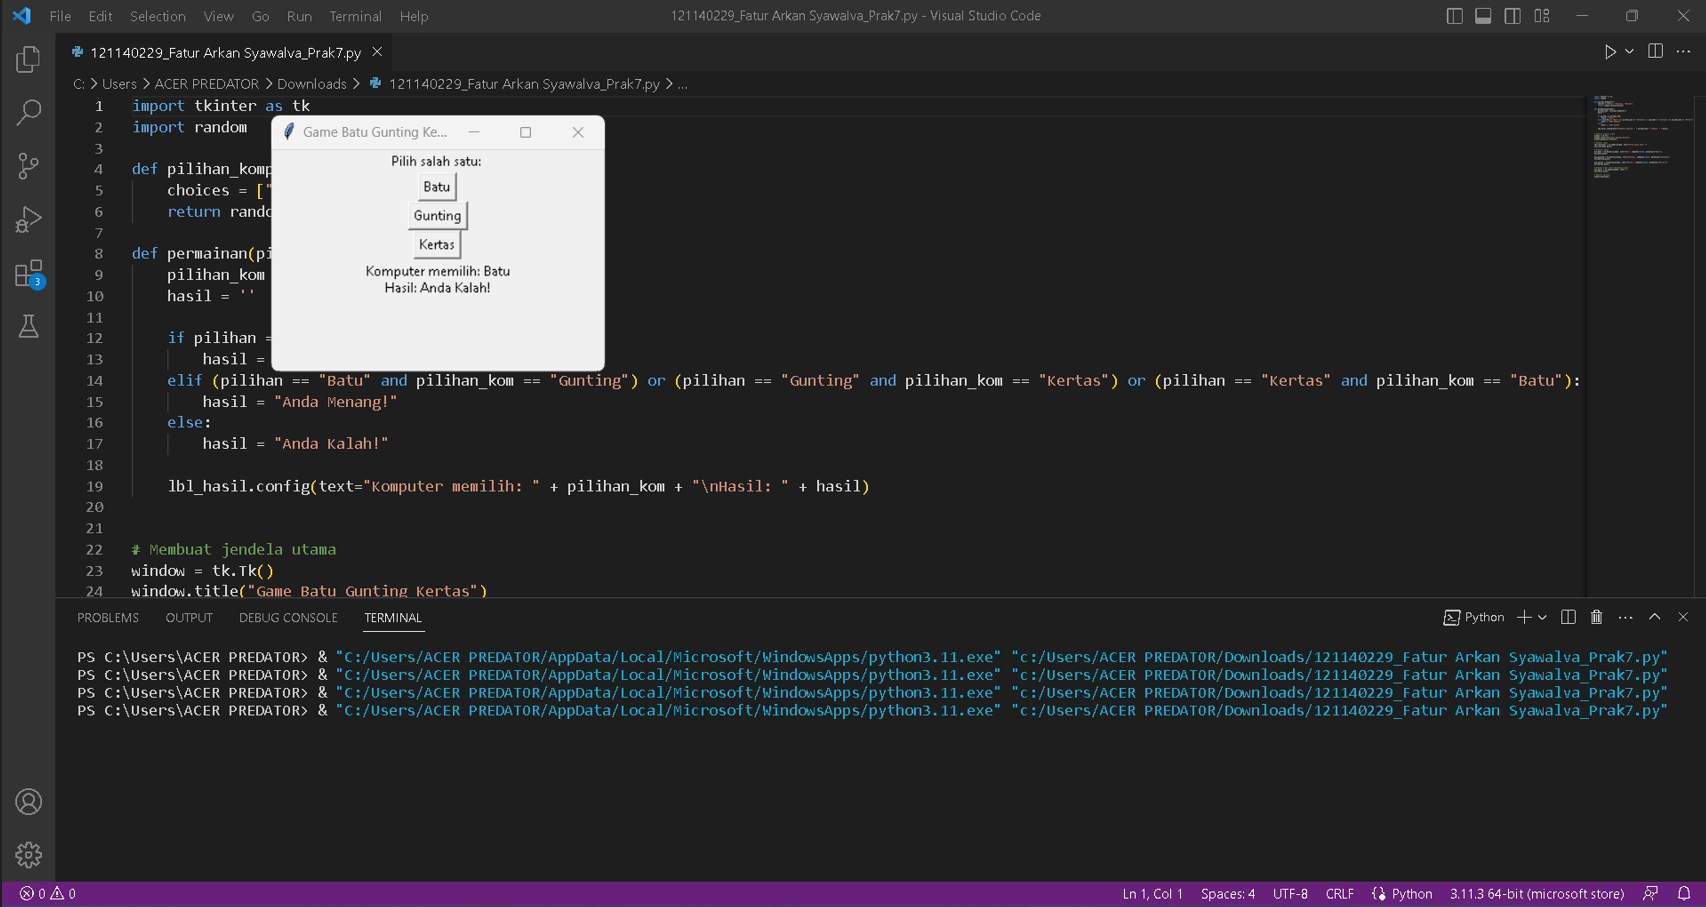 File Edit Selection View Go Run Terminal Help
121140229_Fatur Arkan Syawalva_Prak7.py - Visual Studio Code
121140229_Fatur Arkan Syawalva_Prak7.py
C: > Users > ACER PREDATOR > Downloads > 121140229_Fatur Arkan Syawalva_Prak7.py > ...
1 import tkinter as tk
2 import random
3
4 def pilihan_komp
5 choices = ["
6 return rando
7
8 def permainan(pi
9 pilihan_kom
10 hasil = ''
11
12 if pilihan =
13 hasil =
14 elif (pilihan == "Batu" and pilihan_kom == "Gunting") or (pilihan == "Gunting" and pilihan_kom == "Kertas") or (pilihan == "Kertas" and pilihan_kom == "Batu"):
15 hasil = "Anda Menang!"
16 else:
17 hasil = "Anda Kalah!"
18
19 lbl_hasil.config(text="Komputer memilih: " + pilihan_kom + "\nHasil: " + hasil)
20
21
22 # Membuat jendela utama
23 window = tk.Tk()
24 window.title("Game Batu Gunting Kertas")
Game Batu Gunting Ke...
Pilih salah satu:
Batu
Gunting
Kertas
Komputer memilih: Batu
Hasil: Anda Kalah!
3
PROBLEMS OUTPUT DEBUG CONSOLE TERMINAL
Python
PS C:\Users\ACER PREDATOR> & "C:/Users/ACER PREDATOR/AppData/Local/Microsoft/WindowsApps/python3.11.exe" "c:/Users/ACER PREDATOR/Downloads/121140229_Fatur Arkan Syawalva_Prak7.py"
PS C:\Users\ACER PREDATOR> & "C:/Users/ACER PREDATOR/AppData/Local/Microsoft/WindowsApps/python3.11.exe" "c:/Users/ACER PREDATOR/Downloads/121140229_Fatur Arkan Syawalva_Prak7.py"
PS C:\Users\ACER PREDATOR> & "C:/Users/ACER PREDATOR/AppData/Local/Microsoft/WindowsApps/python3.11.exe" "c:/Users/ACER PREDATOR/Downloads/121140229_Fatur Arkan Syawalva_Prak7.py"
PS C:\Users\ACER PREDATOR> & "C:/Users/ACER PREDATOR/AppData/Local/Microsoft/WindowsApps/python3.11.exe" "c:/Users/ACER PREDATOR/Downloads/121140229_Fatur Arkan Syawalva_Prak7.py"
0 0
Ln 1, Col 1 Spaces: 4 UTF-8 CRLF Python 3.11.3 64-bit (microsoft store)